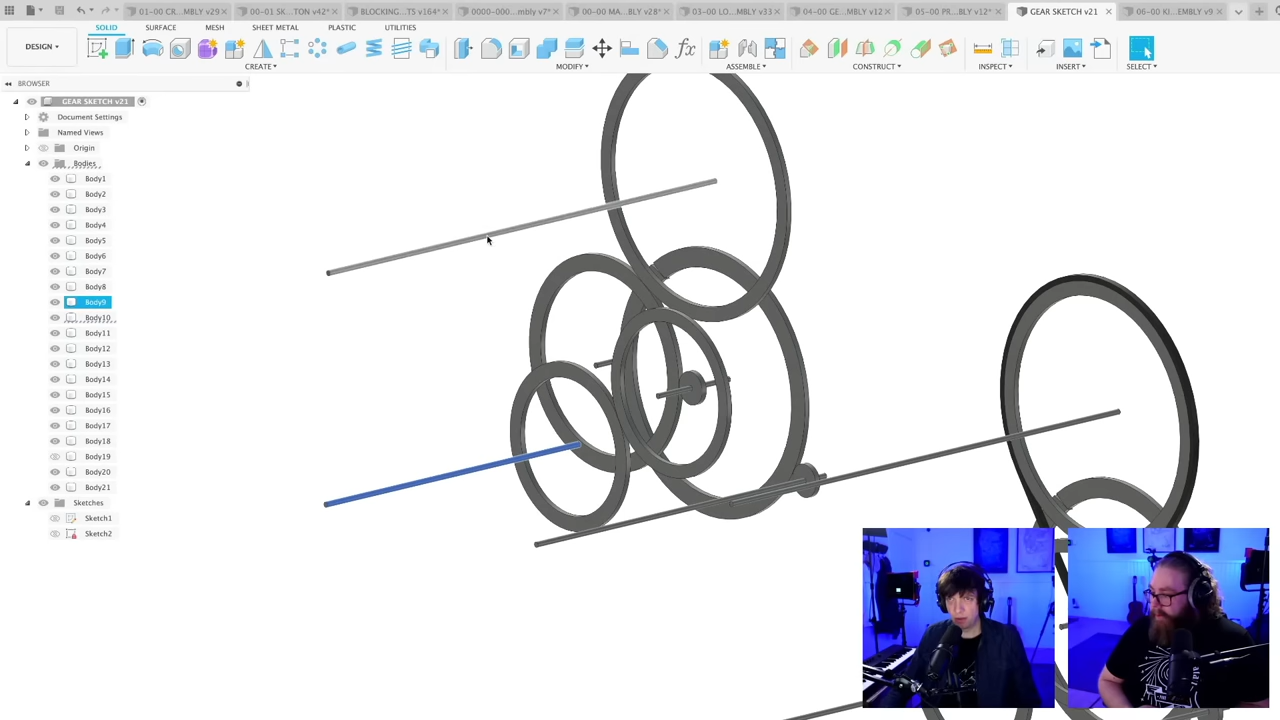 01-00 CR...MBLY v29
00-01 SK...TON v42*
BLOCKING...TS v164*
0000-000...mbly v7*
00-00 MA...BLY v28*
03-00 LO...MBLY v33
04-00 GE...MBLY v12
05-00 PR...LY v12*
GEAR SKETCH v21
06-00 KI...EMBLY v9
SOLID SURFACE MESH SHEET METAL PLASTIC UTILITIES
DESIGN
CREATE MODIFY ASSEMBLE CONSTRUCT INSPECT INSERT SELECT
BROWSER
GEAR SKETCH v21
Document Settings
Named Views
Origin
Bodies
Body1
Body2
Body3
Body4
Body5
Body6
Body7
Body8
Body9
Body10
Body11
Body12
Body13
Body14
Body15
Body16
Body17
Body18
Body19
Body20
Body21
Sketches
Sketch1
Sketch2